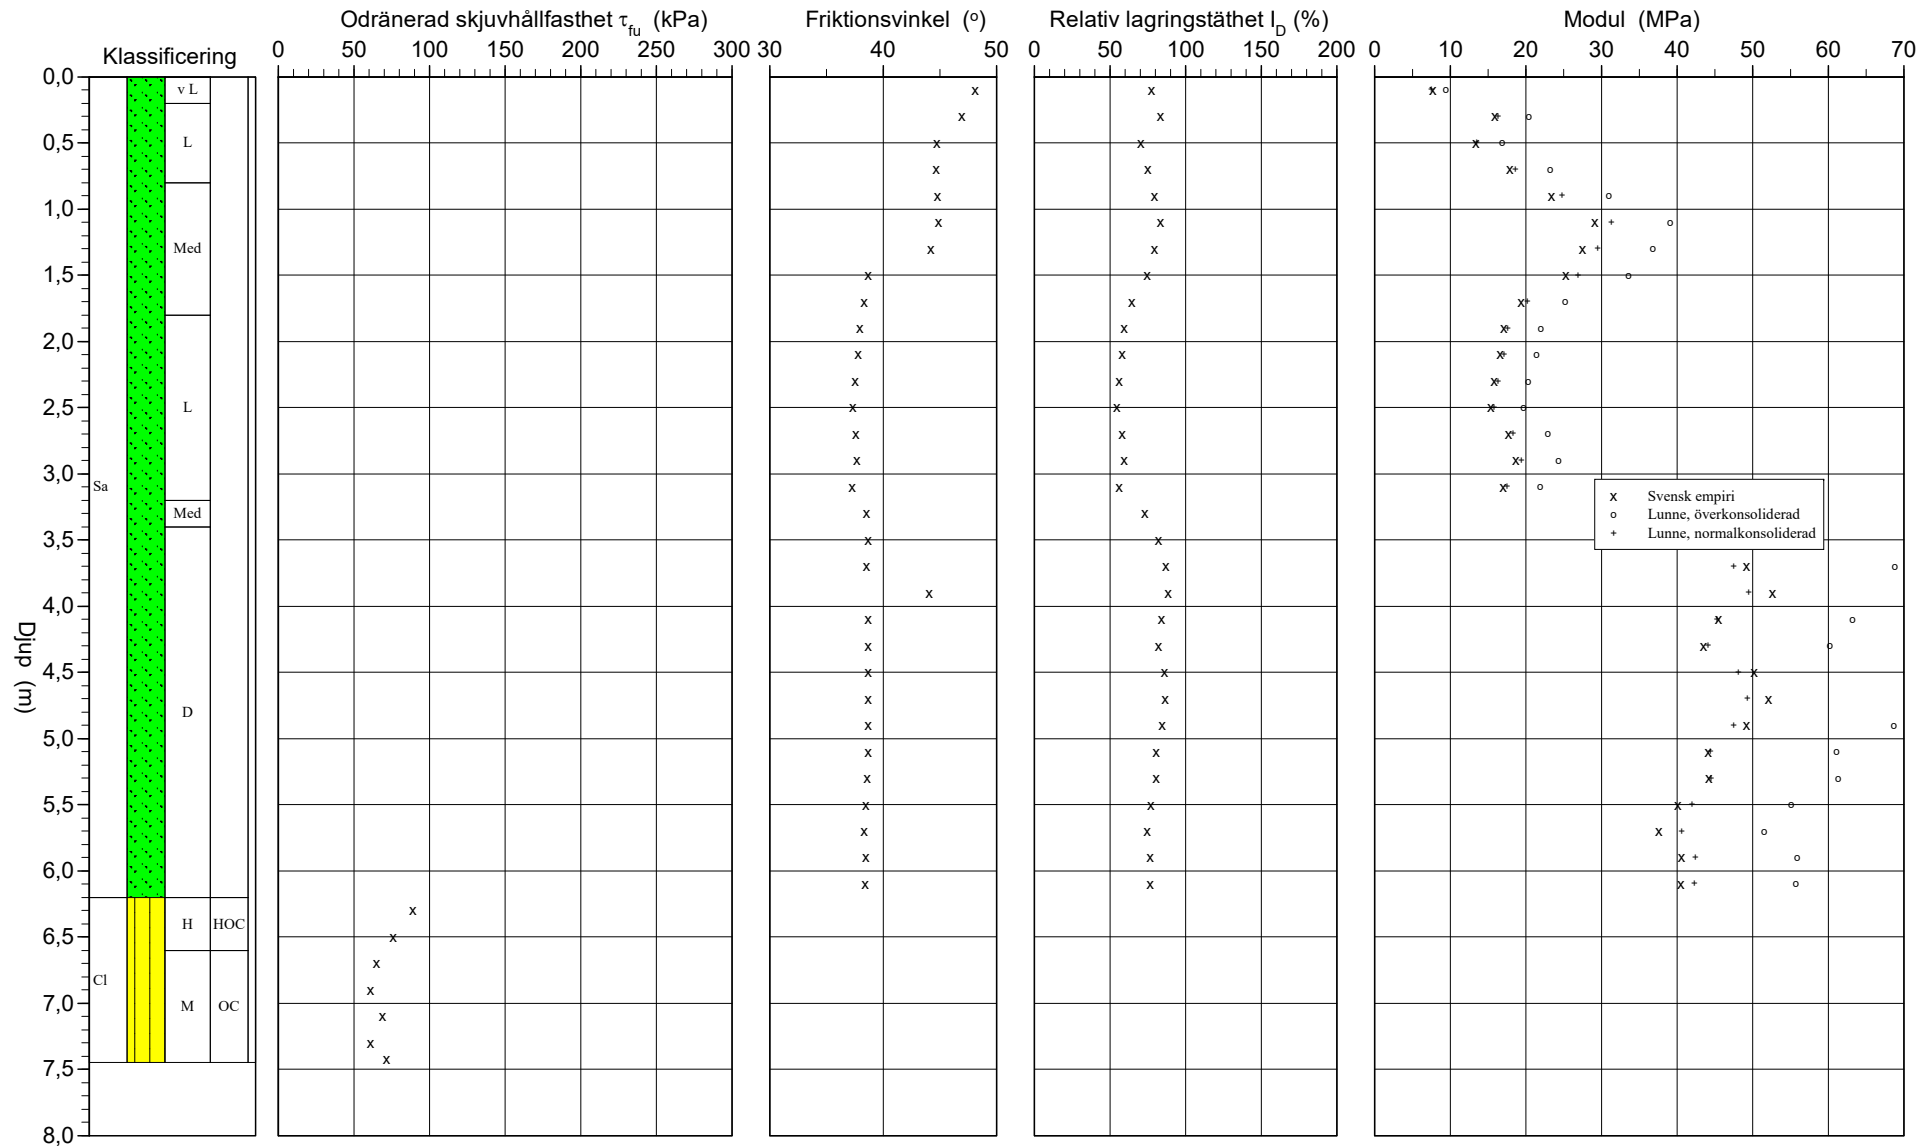 Odränerad skjuvhållfasthet τfu (kPa)
Friktionsvinkel (o)
Relativ lagringstäthet ID (%)
Modul (MPa)
Klassificering
0 50 100 150 200 250 300
30 40 50
0 50 100 150 200
0 10 20 30 40 50 60 70
Djup (m)
0,0
0,5
1,0
1,5
2,0
2,5
3,0
3,5
4,0
4,5
5,0
5,5
6,0
6,5
7,0
7,5
8,0
Sa
Cl
v L
L
Med
L
Med
D
H HOC
M OC
x Svensk empiri
o Lunne, överkonsoliderad
+ Lunne, normalkonsoliderad